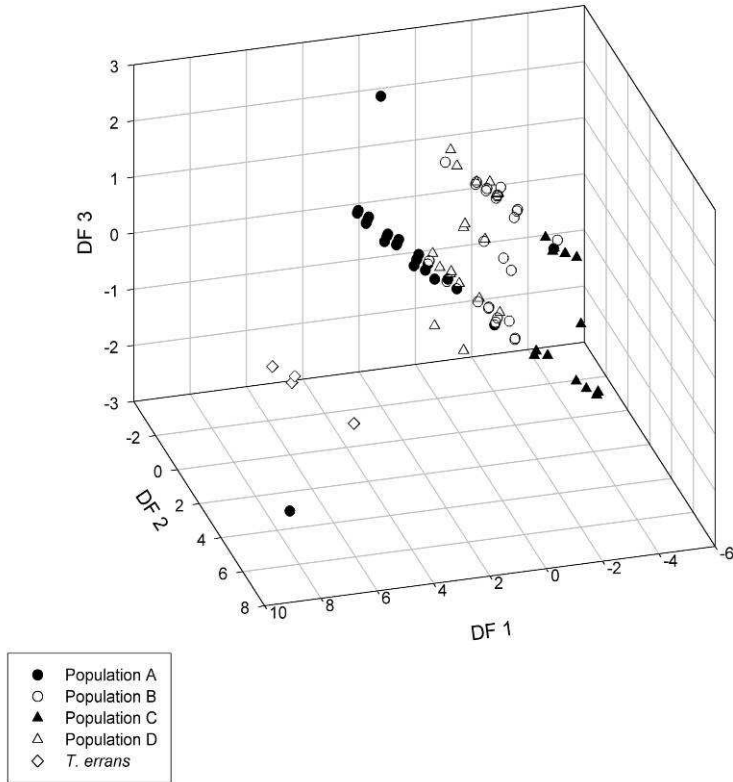 3
2
1
0
-1
-2
-3
DF 3
-2
0
2
4
6
8
DF 2
10
8
6
4
2
0
-2
-4
-6
DF 1
Population A
Population B
Population C
Population D
T. errans